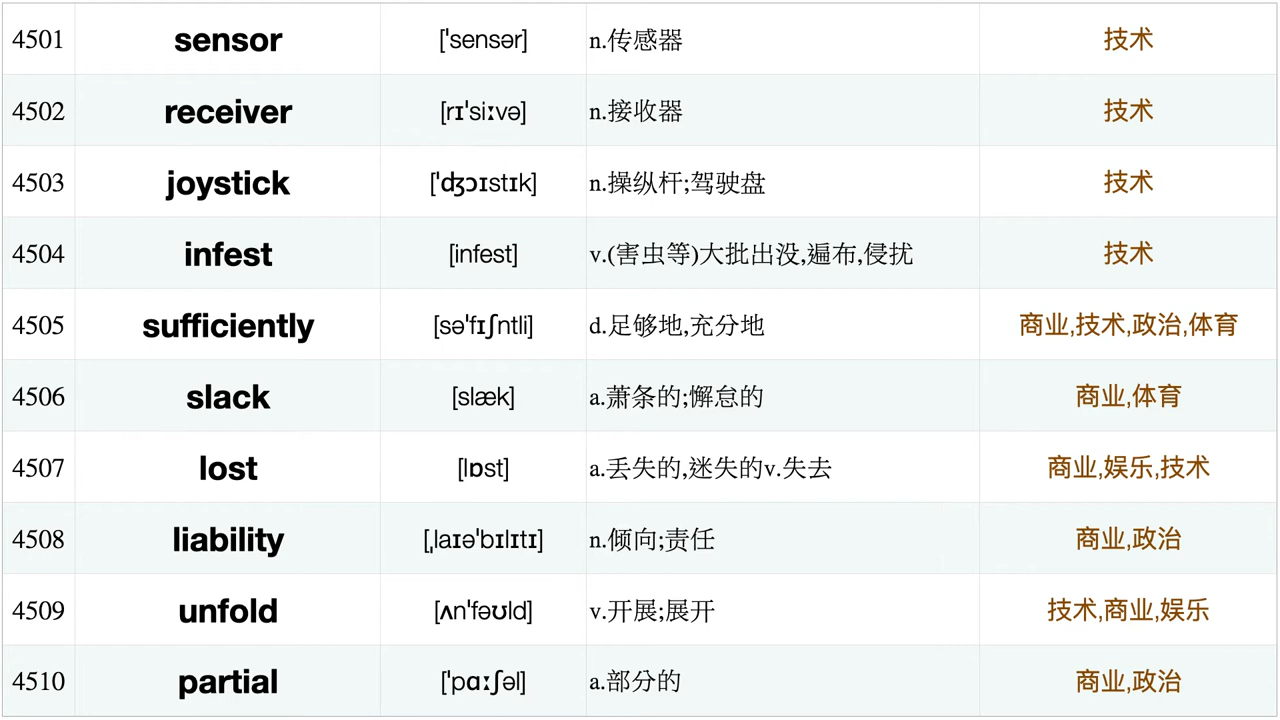 4501 sensor ['sensər] n.传感器 技术
4502 receiver [rɪ'siːvə] n.接收器 技术
4503 joystick ['ʤɔɪstɪk] n.操纵杆;驾驶盘 技术
4504 infest [infest] v.(害虫等)大批出没,遍布,侵扰 技术
4505 sufficiently [sə'fɪʃntli] d.足够地,充分地 商业,技术,政治,体育
4506 slack [slæk] a.萧条的;懈怠的 商业,体育
4507 lost [lɒst] a.丢失的,迷失的v.失去 商业,娱乐,技术
4508 liability [ˌlaɪə'bɪlɪtɪ] n.倾向;责任 商业,政治
4509 unfold [ʌn'fəʊld] v.开展;展开 技术,商业,娱乐
4510 partial ['pɑːʃəl] a.部分的 商业,政治